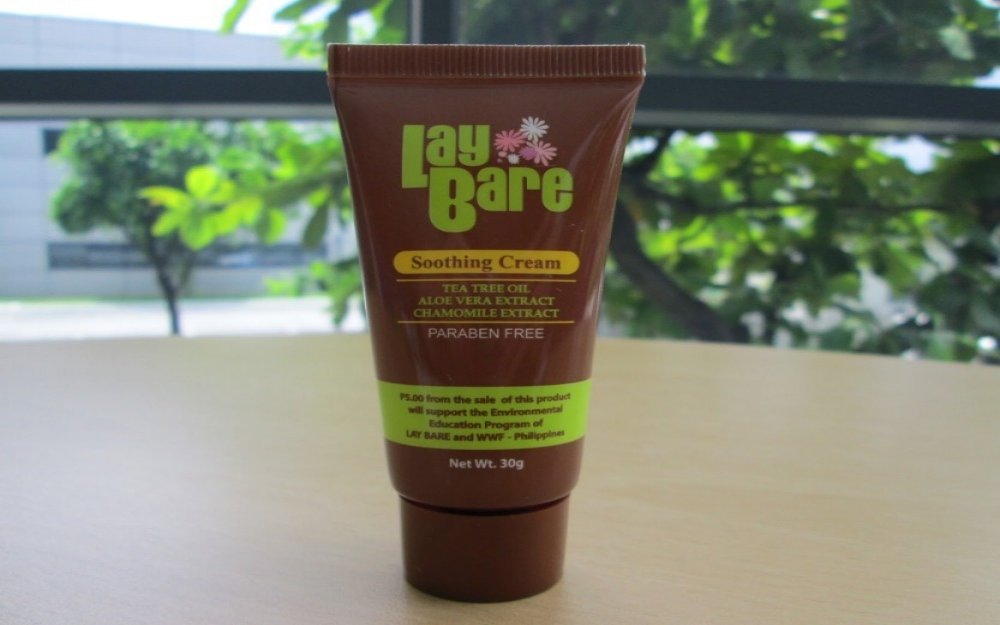 Lay
Bare
Soothing Cream
TEA TREE OIL
ALOE VERA EXTRACT
CHAMOMILE EXTRACT
PARABEN FREE
P5.00 from the sale of this product
will support the Environmental
Education Program of
LAY BARE and WWF - Philippines
Net Wt. 30g